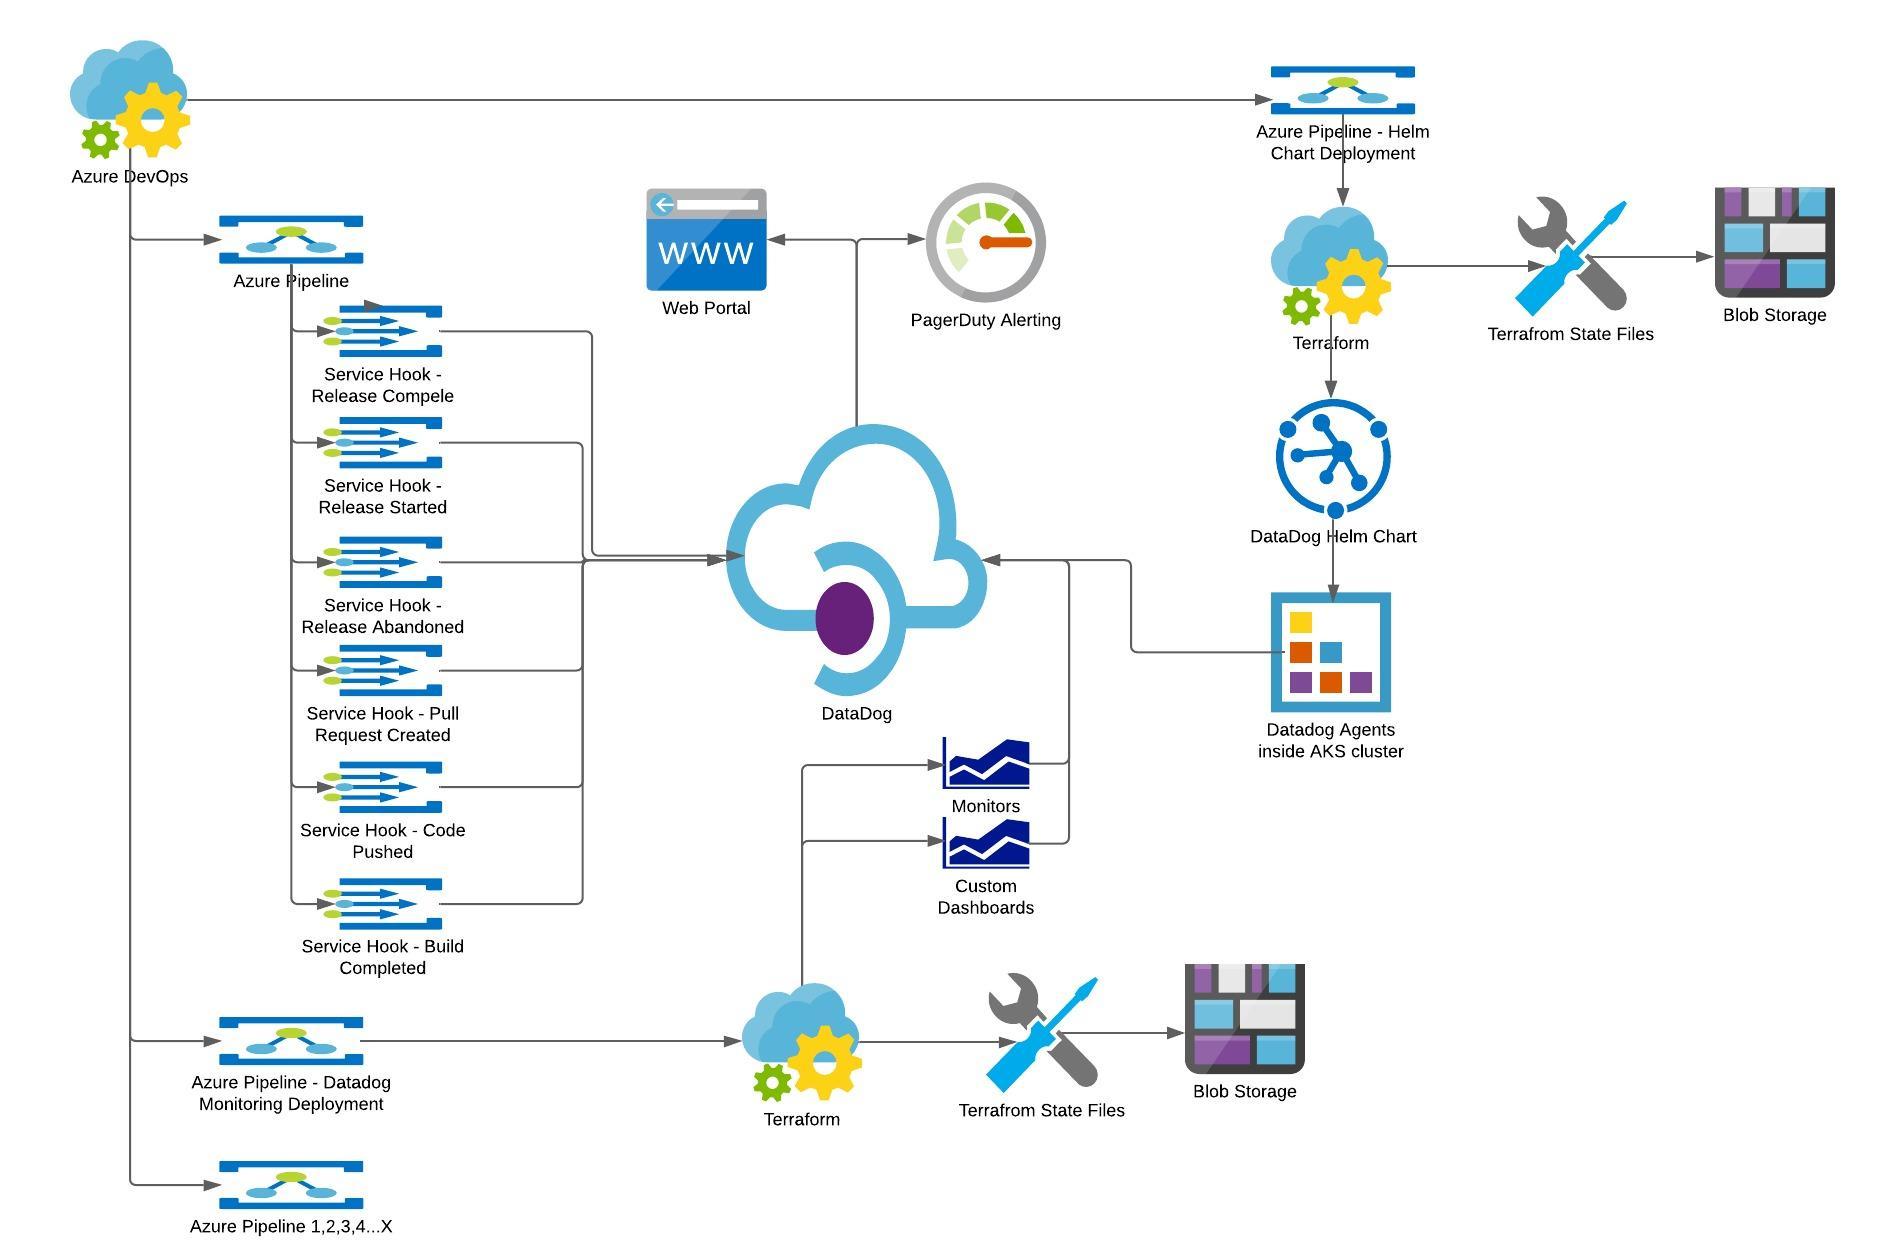 Azure DevOps
Azure Pipeline - Helm
Chart Deployment
Azure Pipeline
WWW
Web Portal
PagerDuty Alerting
Terraform
Terrafrom State Files
Blob Storage
Service Hook -
Release Compele
Service Hook -
Release Started
Service Hook -
Release Abandoned
Service Hook - Pull
Request Created
Service Hook - Code
Pushed
Service Hook - Build
Completed
DataDog
DataDog Helm Chart
Datadog Agents
inside AKS cluster
Monitors
Custom
Dashboards
Azure Pipeline - Datadog
Monitoring Deployment
Terraform
Terrafrom State Files
Blob Storage
Azure Pipeline 1,2,3,4...X